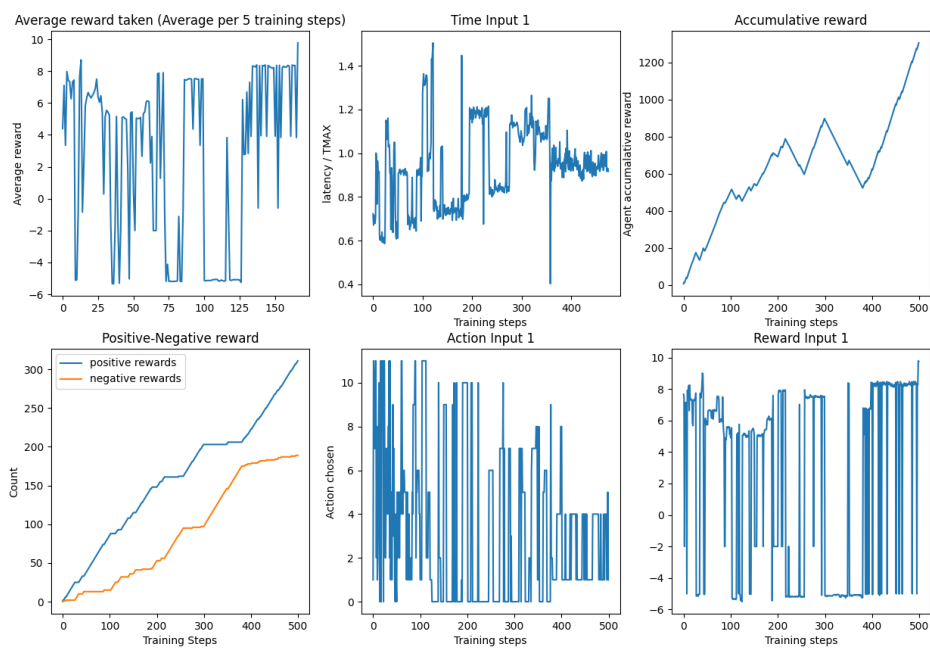 Average reward taken (Average per 5 training steps)
Average reward
10
8
6
4
2
0
−2
−4
−6
0 25 50 75 100 125 150
Time Input 1
latency / TMAX
1.4
1.2
1.0
0.8
0.6
0.4
0 100 200 300 400
Training steps
Accumulative reward
Agent accumalative reward
1200
1000
800
600
400
200
0
0 100 200 300 400 500
Training steps
Positive-Negative reward
positive rewards
negative rewards
Count
300
250
200
150
100
50
0
0 100 200 300 400 500
Training Steps
Action Input 1
Action chosen
10
8
6
4
2
0
0 100 200 300 400 500
Training steps
Reward Input 1
10
8
6
4
2
0
−2
−4
−6
0 100 200 300 400 500
Training steps